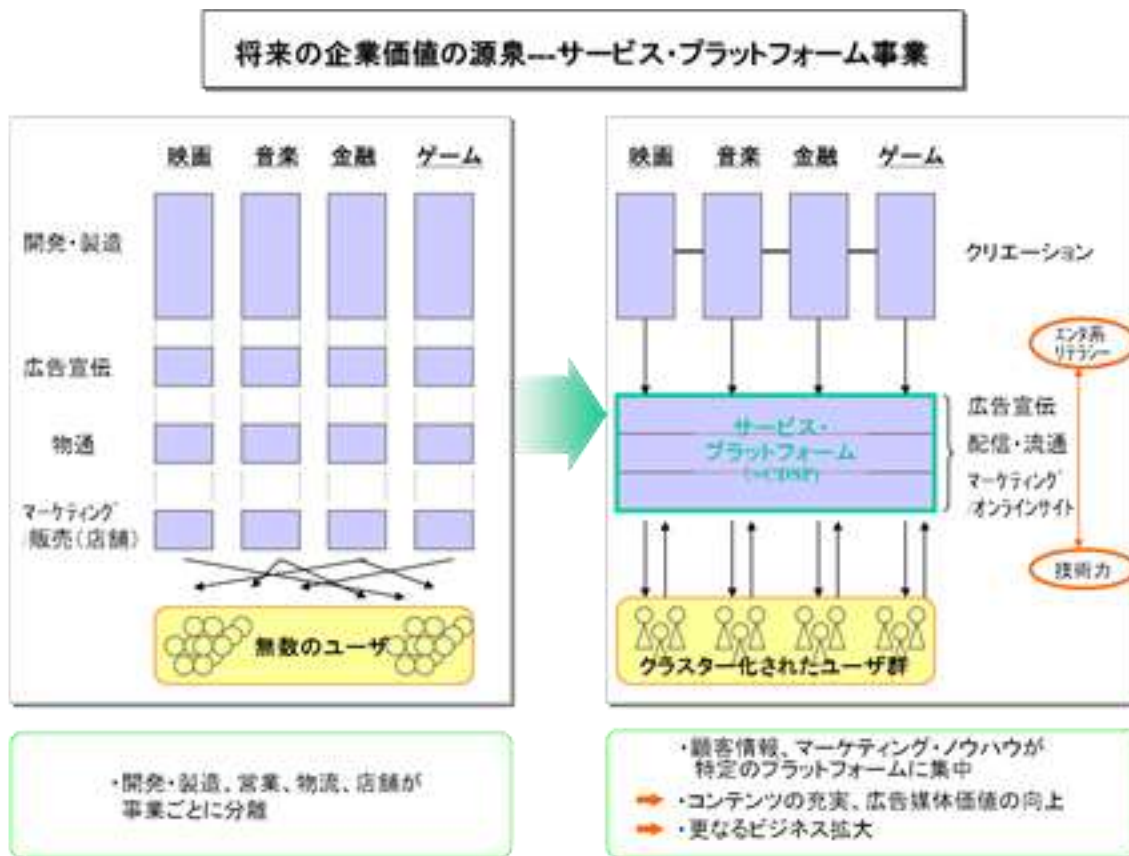 将来の企業価値の源泉---サービス・プラットフォーム事業
映画 音楽 金融 ゲーム
開発・製造
広告宣伝
物通
マーケティング
/販売(店舗)
無数のユーザ
・開発・製造、営業、物流、店舗が
事業ごとに分離
映画 音楽 金融 ゲーム
クリエーション
エンタ系
リテラシー
サービス・
プラットフォーム
広告宣伝
配信・流通
マーケティング
/オンラインサイト
技術力
クラスター化されたユーザ群
・顧客情報、マーケティング・ノウハウが
特定のプラットフォームに集中
・コンテンツの充実、広告媒体価値の向上
・更なるビジネス拡大